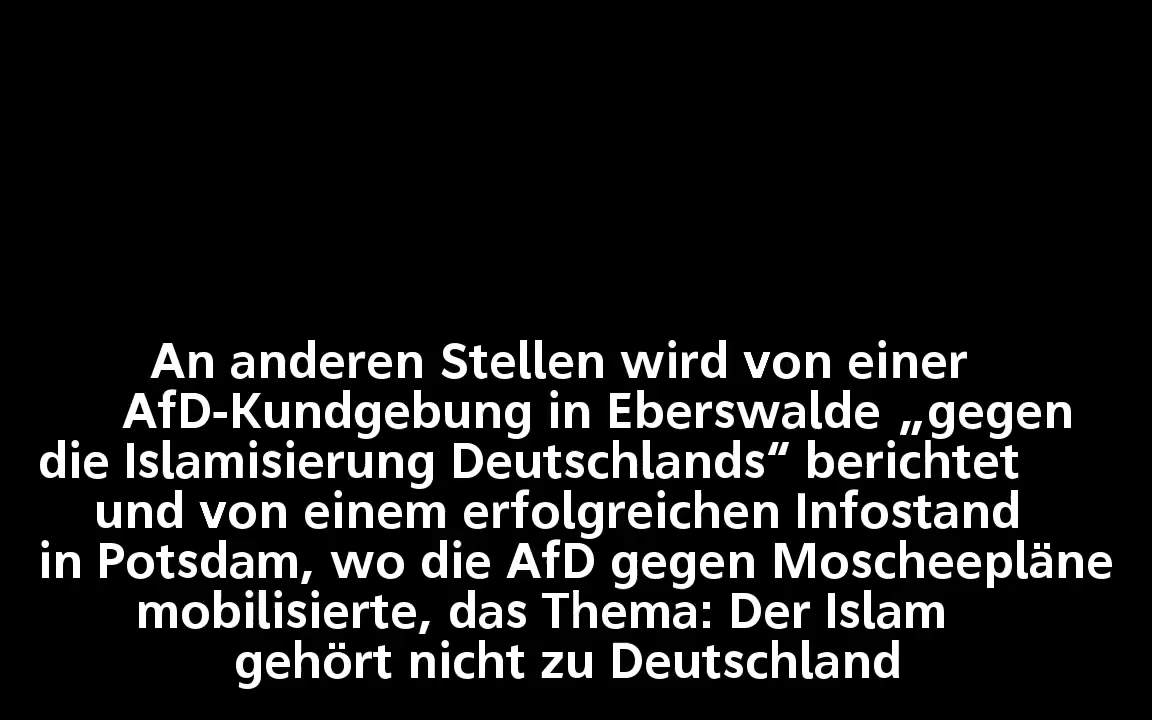 An anderen Stellen wird von einer
AfD-Kundgebung in Eberswalde „gegen
die Islamisierung Deutschlands“ berichtet
und von einem erfolgreichen Infostand
in Potsdam, wo die AfD gegen Moscheepläne
mobilisierte, das Thema: Der Islam
gehört nicht zu Deutschland